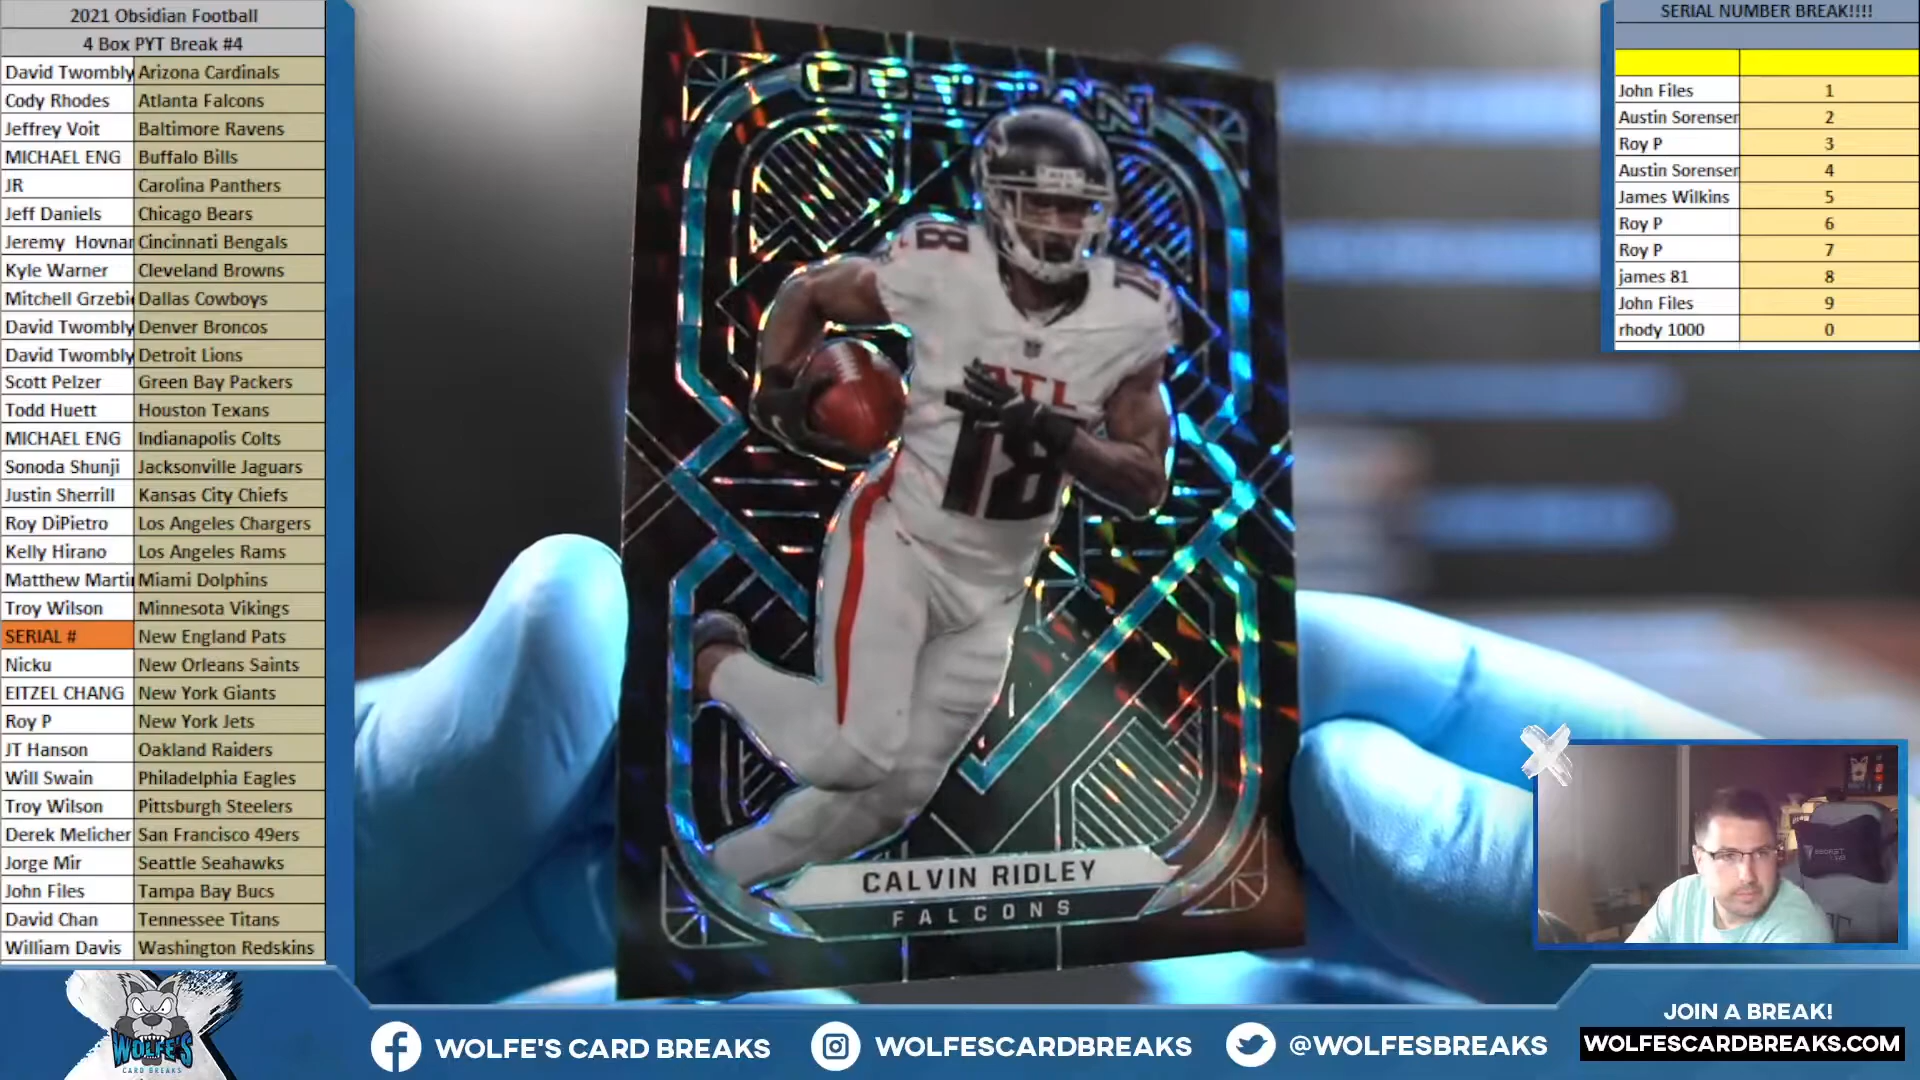 2021 Obsidian Football
4 Box PYT Break #4
David Twombly Arizona Cardinals
Cody Rhodes Atlanta Falcons
Jeffrey Voit Baltimore Ravens
MICHAEL ENG Buffalo Bills
JR Carolina Panthers
Jeff Daniels Chicago Bears
Jeremy Hovnar Cincinnati Bengals
Kyle Warner Cleveland Browns
Mitchell Grzebie Dallas Cowboys
David Twombly Denver Broncos
David Twombly Detroit Lions
Scott Pelzer Green Bay Packers
Todd Huett Houston Texans
MICHAEL ENG Indianapolis Colts
Sonoda Shunji Jacksonville Jaguars
Justin Sherrill Kansas City Chiefs
Roy DiPietro Los Angeles Chargers
Kelly Hirano Los Angeles Rams
Matthew Marti Miami Dolphins
Troy Wilson Minnesota Vikings
SERIAL # New England Pats
Nicku New Orleans Saints
EITZEL CHANG New York Giants
Roy P New York Jets
JT Hanson Oakland Raiders
Will Swain Philadelphia Eagles
Troy Wilson Pittsburgh Steelers
Derek Melicher San Francisco 49ers
Jorge Mir Seattle Seahawks
John Files Tampa Bay Bucs
David Chan Tennessee Titans
William Davis Washington Redskins
OBSIDIAN
18
18
ATL
18
CALVIN RIDLEY
FALCONS
SERIAL NUMBER BREAK!!!!
John Files 1
Austin Sorensen 2
Roy P 3
Austin Sorensen 4
James Wilkins 5
Roy P 6
Roy P 7
james 81 8
John Files 9
rhody 1000 0
WOLFE'S
CARD BREAKS
WOLFE'S CARD BREAKS
WOLFESCARDBREAKS
@WOLFESBREAKS
JOIN A BREAK!
WOLFESCARDBREAKS.COM